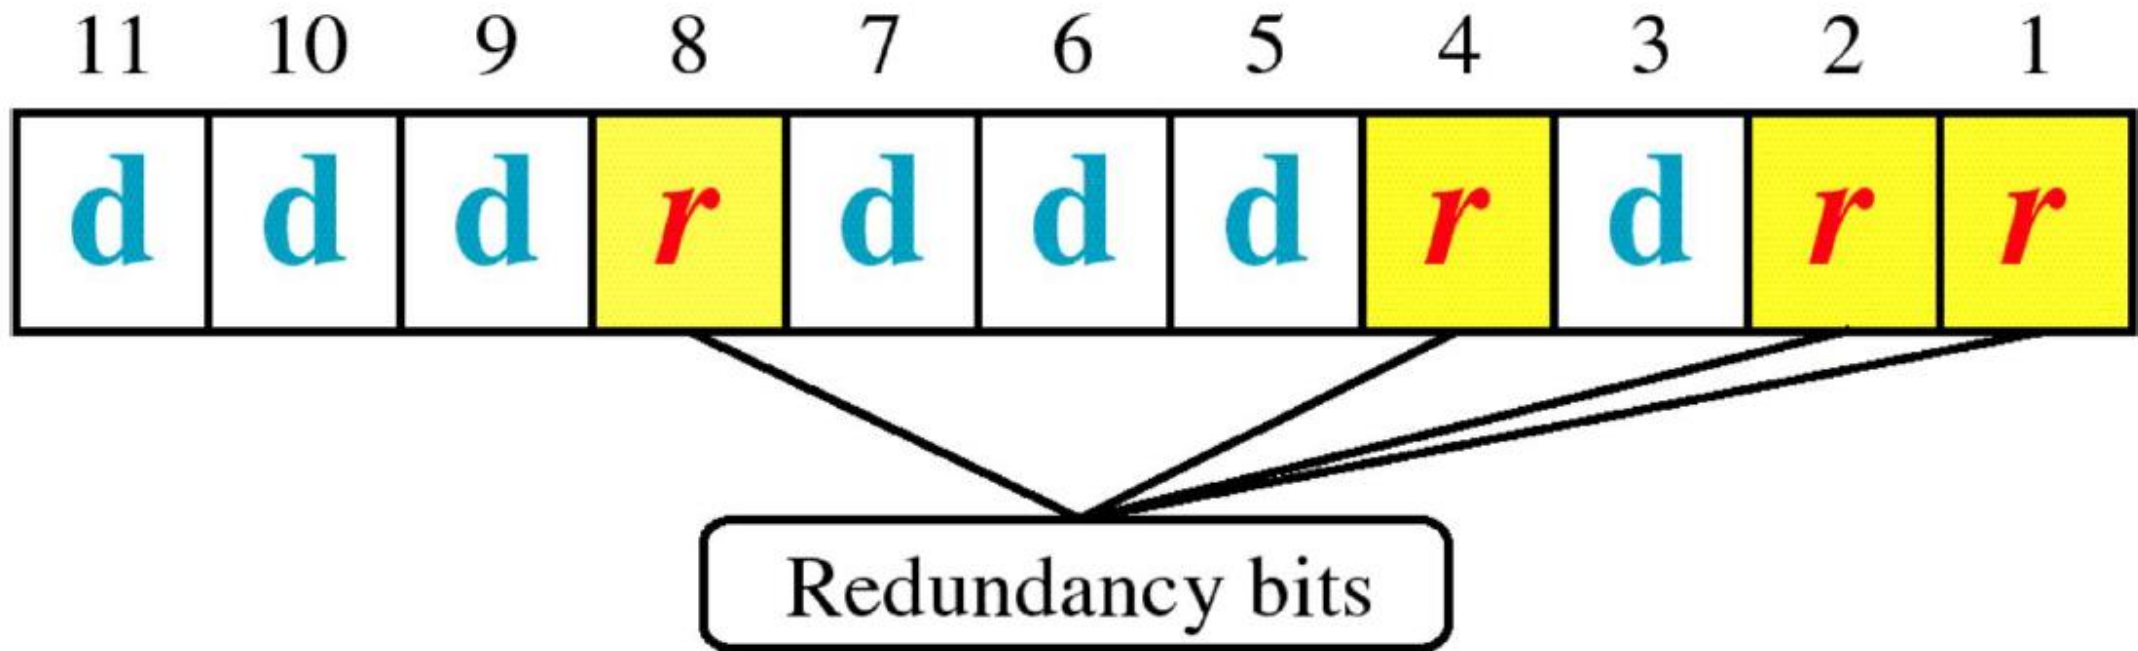 11 10 9 8 7 6 5 4 3 2 1
d d d r d d d r d r r
Redundancy bits